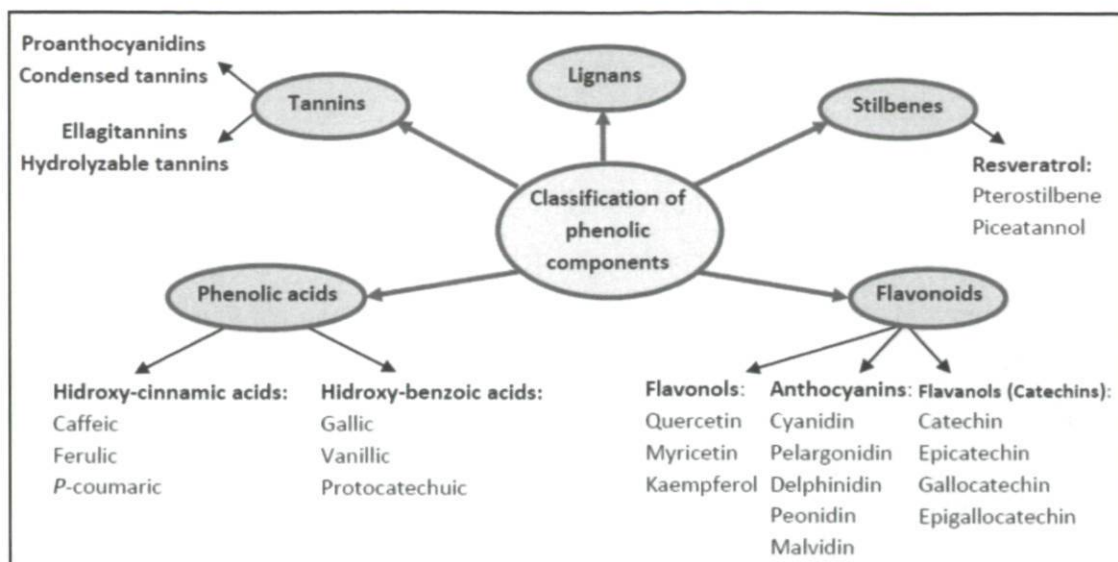 Proanthocyanidins
Condensed tannins
Tannins
Ellagitannins
Hydrolyzable tannins
Lignans
Stilbenes
Resveratrol:
Pterostilbene
Piceatannol
Classification of
phenolic
components
Phenolic acids
Hidroxy-cinnamic acids:
Caffeic
Ferulic
P-coumaric
Hidroxy-benzoic acids:
Gallic
Vanillic
Protocatechuic
Flavonoids
Flavonols:
Quercetin
Myricetin
Kaempferol
Anthocyanins:
Cyanidin
Pelargonidin
Delphinidin
Peonidin
Malvidin
Flavanols (Catechins):
Catechin
Epicatechin
Gallocatechin
Epigallocatechin